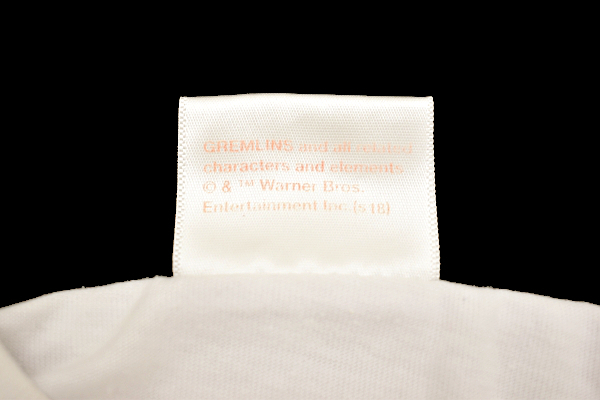 GREMLINS and all related
characters and elements
© & ™ Warner Bros.
Entertainment Inc.(s18)